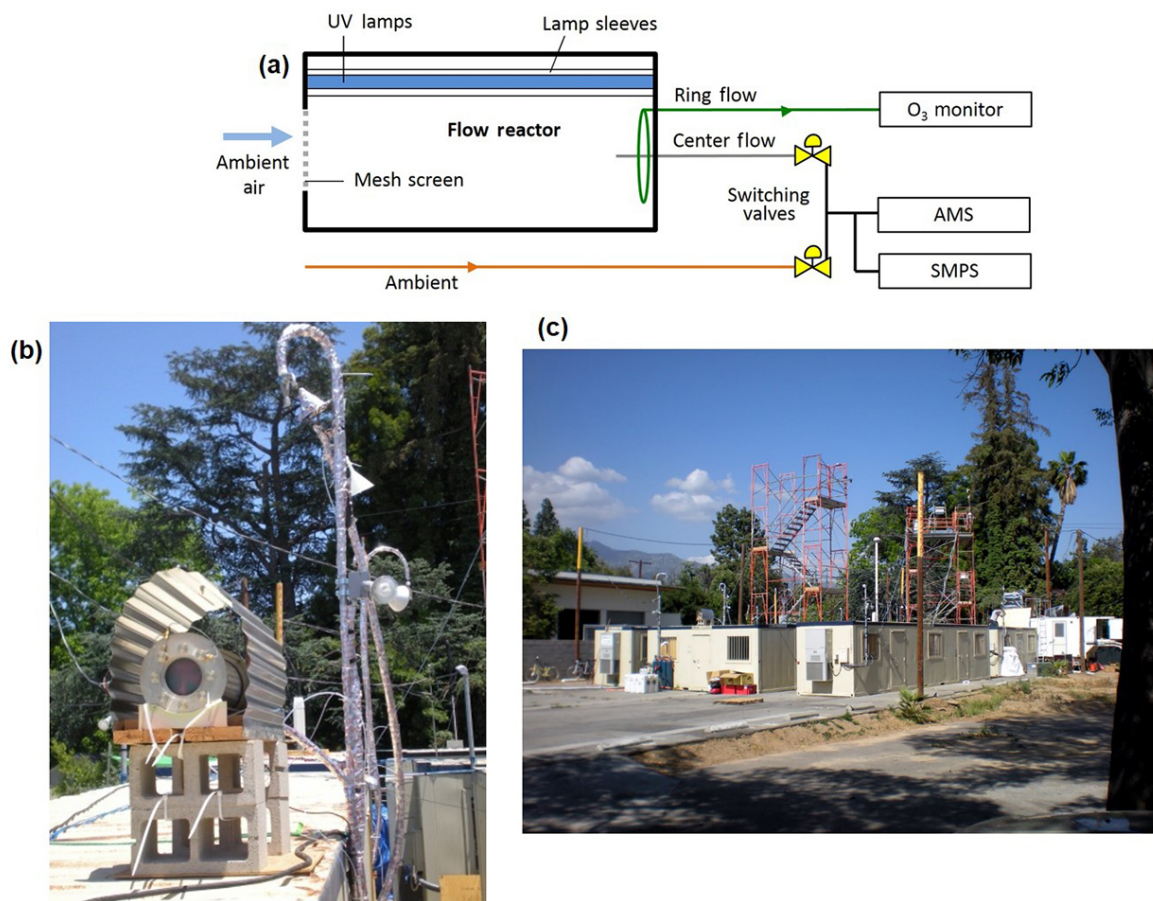 (a)
UV lamps
Lamp sleeves
Ring flow
O₃ monitor
Flow reactor
Center flow
Ambient
air
Mesh screen
Switching
valves
AMS
SMPS
Ambient
(b)
(c)